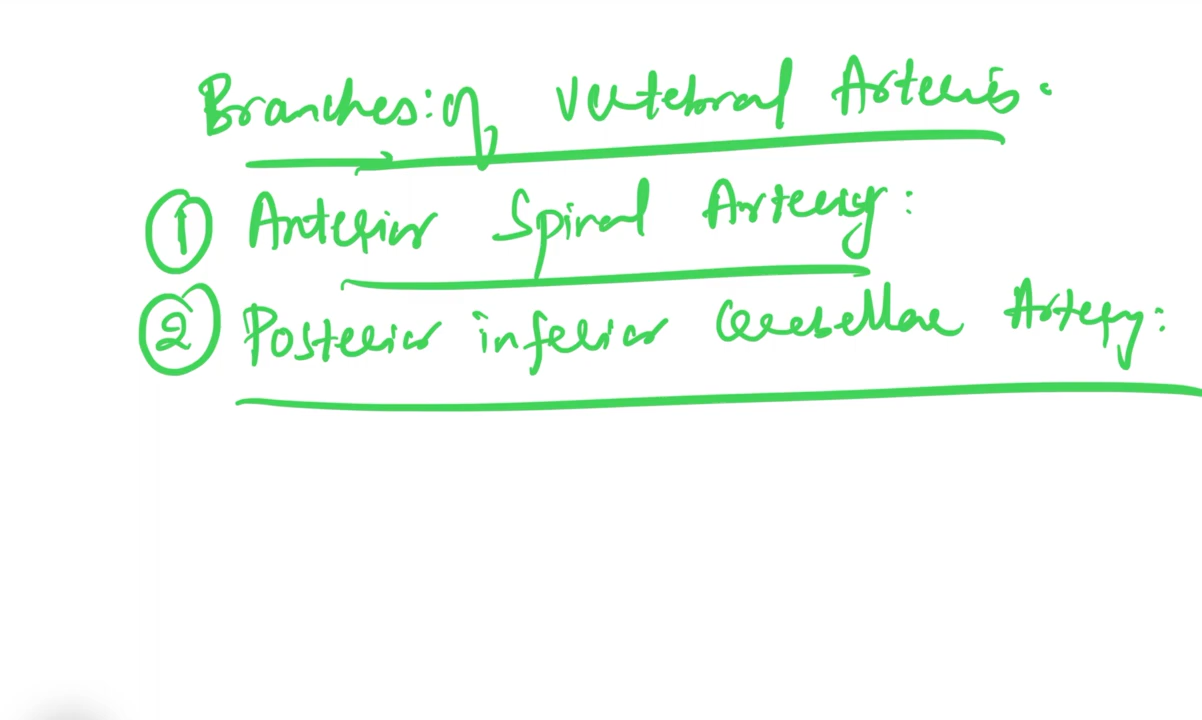 Branches: of Vertebral Arteries.
① Anterior Spinal Artery:
② Posterior inferior Cerebellar Artery: